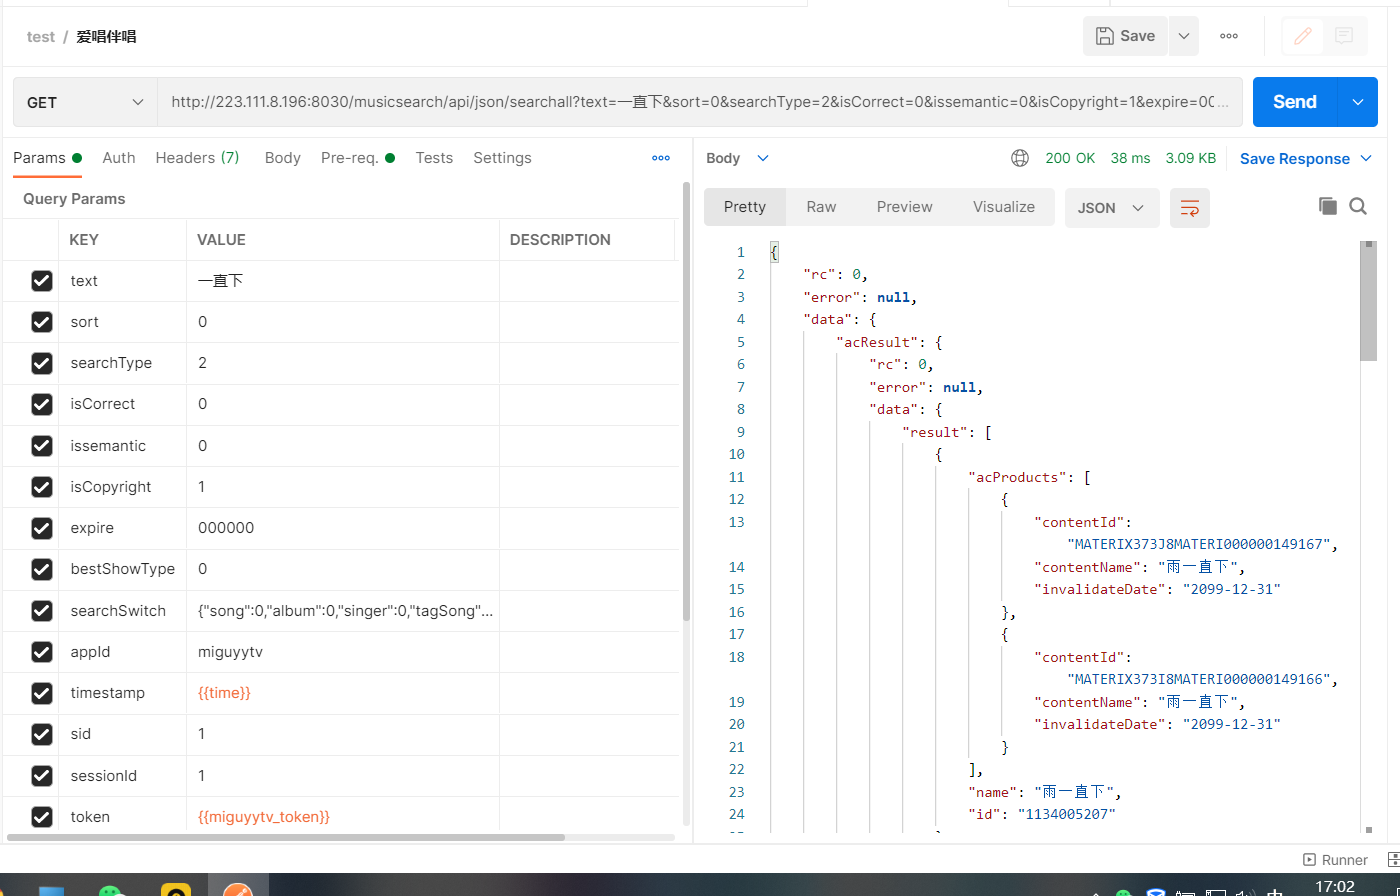 test / 爱唱伴唱
Save
GET
http://223.111.8.196:8030/musicsearch/api/json/searchall?text=一直下&sort=0&searchType=2&isCorrect=0&issemantic=0&isCopyright=1&expire=00...
Send
Params Auth Headers (7) Body Pre-req. Tests Settings
Query Params
KEY VALUE DESCRIPTION
text 一直下
sort 0
searchType 2
isCorrect 0
issemantic 0
isCopyright 1
expire 000000
bestShowType 0
searchSwitch {"song":0,"album":0,"singer":0,"tagSong"...
appId miguyytv
timestamp {{time}}
sid 1
sessionId 1
token {{miguyytv_token}}
Body 200 OK 38 ms 3.09 KB Save Response
Pretty Raw Preview Visualize JSON
1 {
2 "rc": 0,
3 "error": null,
4 "data": {
5 "acResult": {
6 "rc": 0,
7 "error": null,
8 "data": {
9 "result": [
10 {
11 "acProducts": [
12 {
13 "contentId":
"MATERIX373J8MATERI000000149167",
14 "contentName": "雨一直下",
15 "invalidateDate": "2099-12-31"
16 },
17 {
18 "contentId":
"MATERIX373I8MATERI000000149166",
19 "contentName": "雨一直下",
20 "invalidateDate": "2099-12-31"
21 }
22 ],
23 "name": "雨一直下",
24 "id": "1134005207"
Runner
中
17:02